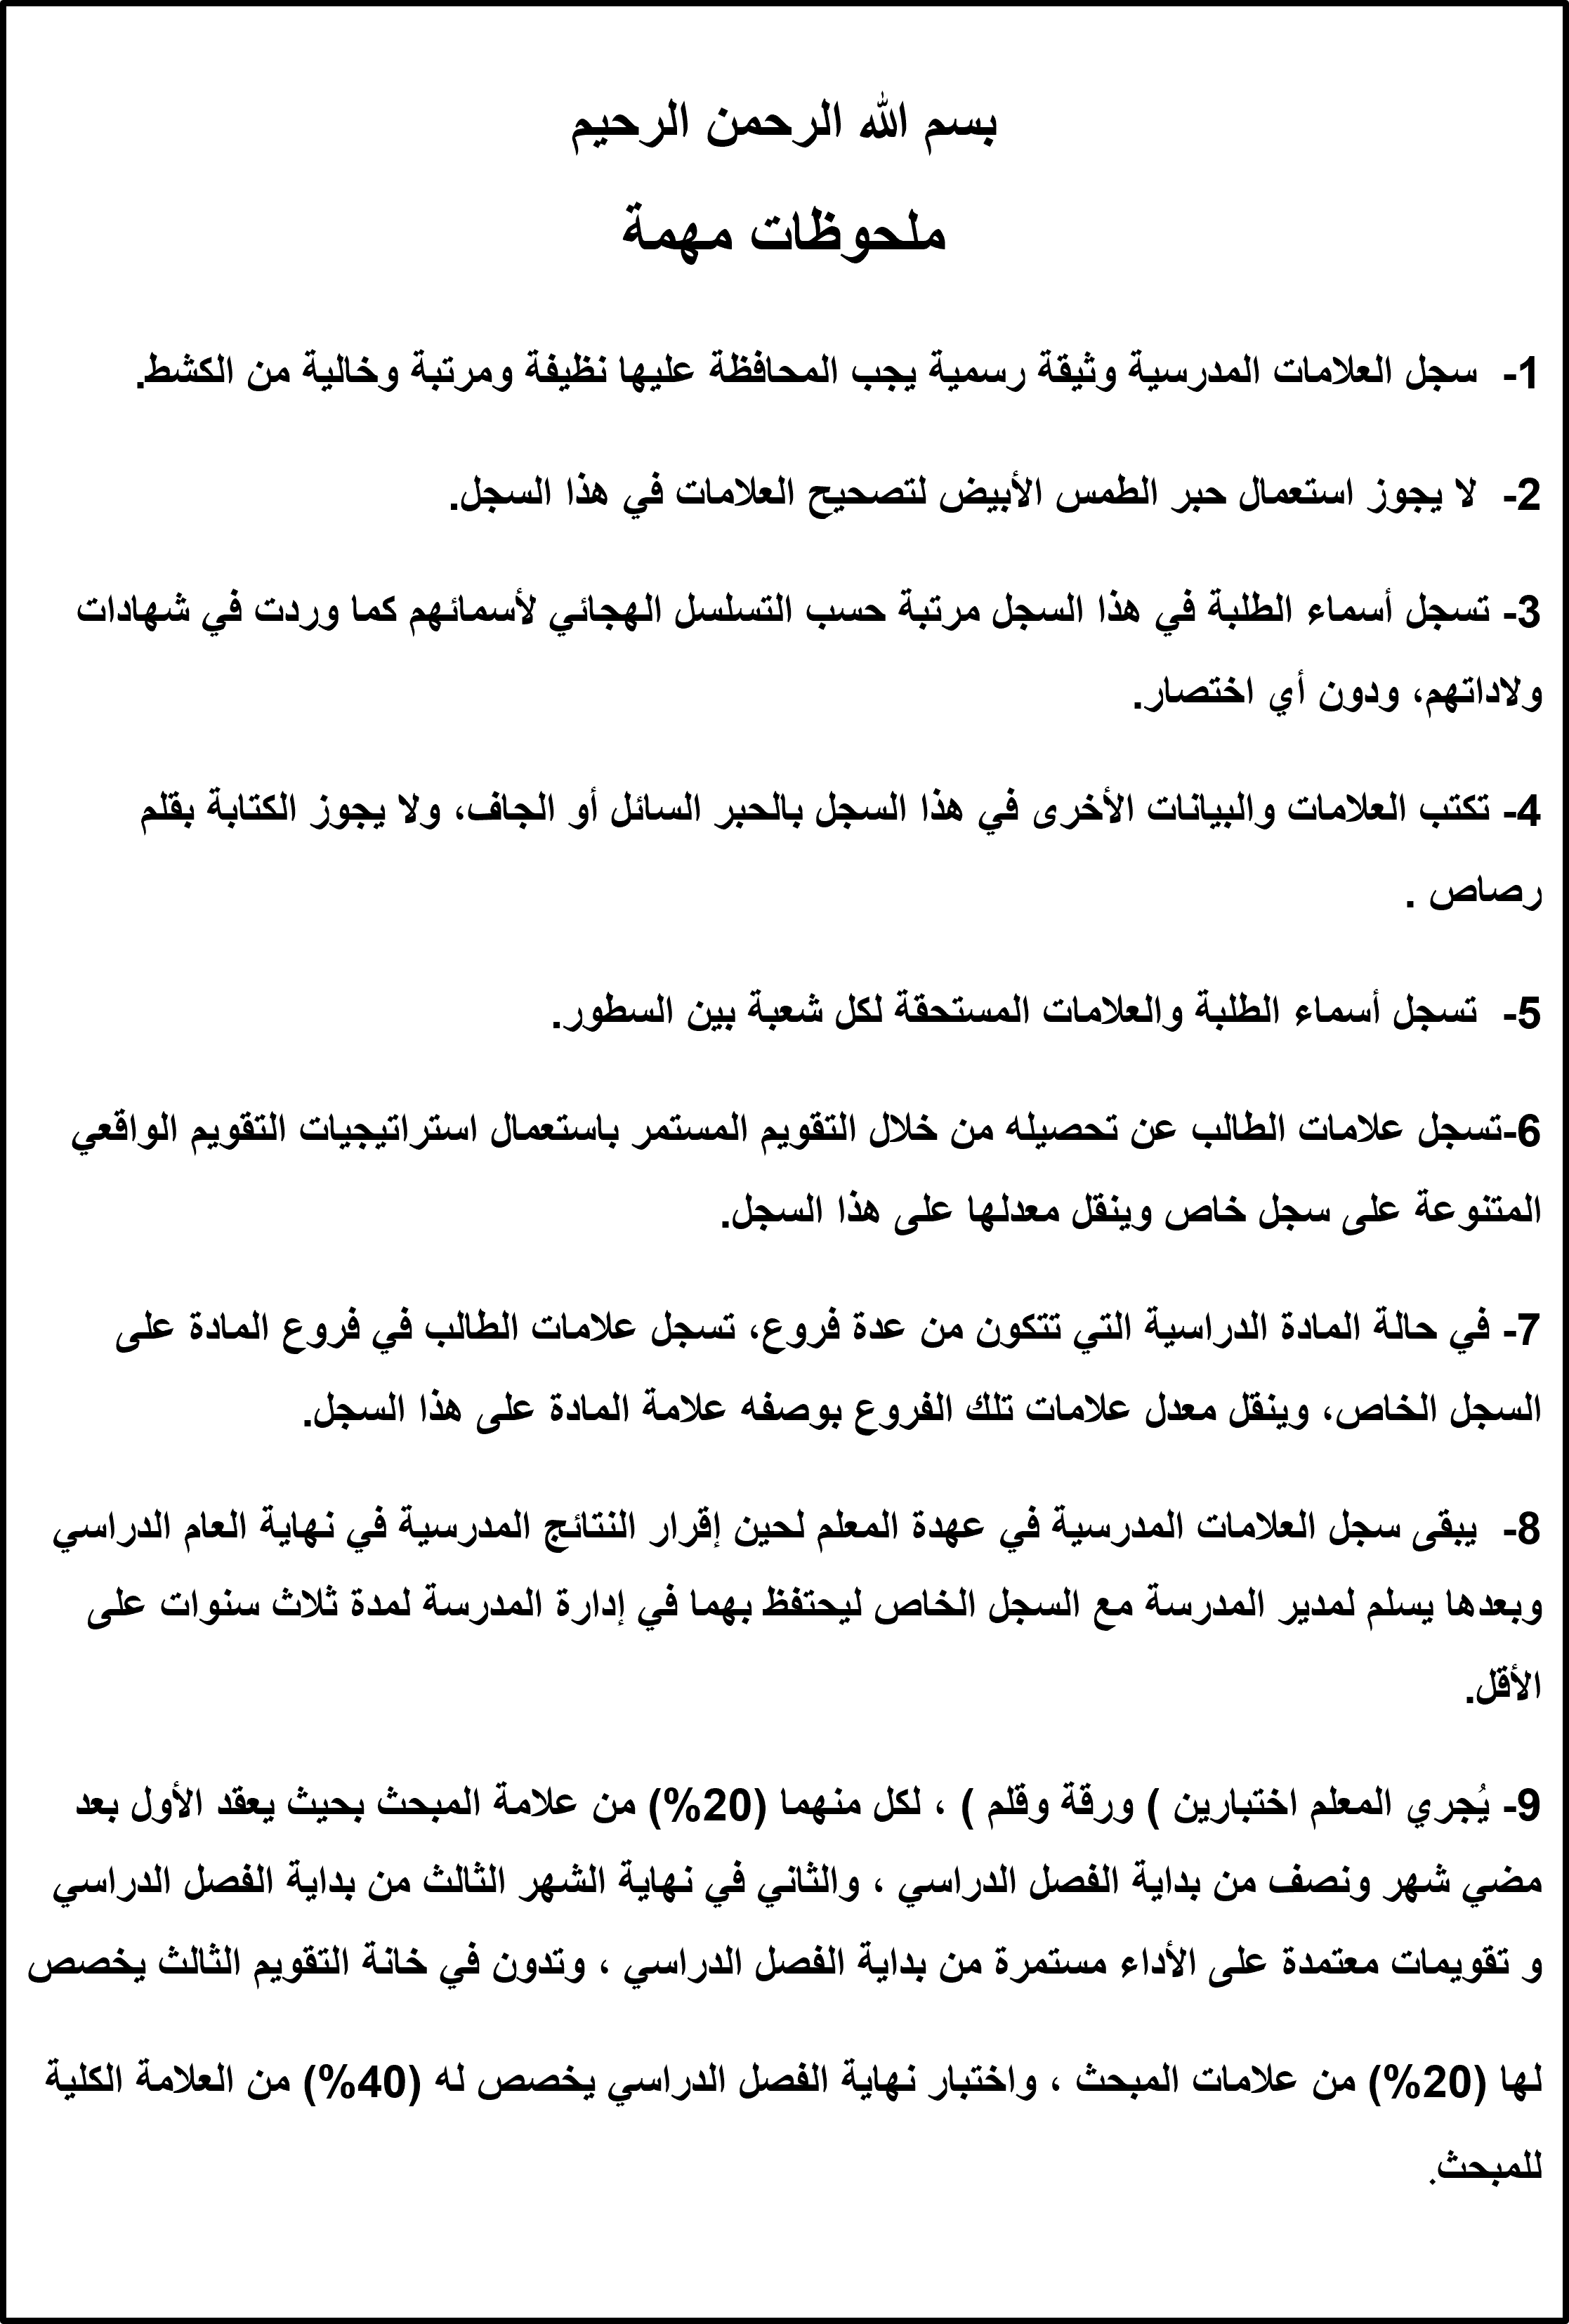 بسم الله الرحمن الرحيم
ملحوظات مهمة
1- سجل العلامات المدرسية وثيقة رسمية يجب المحافظة عليها نظيفة ومرتبة وخالية من الكشط.
2- لا يجوز استعمال حبر الطمس الأبيض لتصحيح العلامات في هذا السجل.
3- تسجل أسماء الطلبة في هذا السجل مرتبة حسب التسلسل الهجائي لأسمائهم كما وردت في شهادات
ولاداتهم، ودون أي اختصار.
4- تكتب العلامات والبيانات الأخرى في هذا السجل بالحبر السائل أو الجاف، ولا يجوز الكتابة بقلم
رصاص .
5- تسجل أسماء الطلبة والعلامات المستحقة لكل شعبة بين السطور.
6-تسجل علامات الطالب عن تحصيله من خلال التقويم المستمر باستعمال استراتيجيات التقويم الواقعي
المتنوعة على سجل خاص وينقل معدلها على هذا السجل.
7- في حالة المادة الدراسية التي تتكون من عدة فروع، تسجل علامات الطالب في فروع المادة على
السجل الخاص، وينقل معدل علامات تلك الفروع بوصفه علامة المادة على هذا السجل.
8- يبقى سجل العلامات المدرسية في عهدة المعلم لحين إقرار النتائج المدرسية في نهاية العام الدراسي
وبعدها يسلم لمدير المدرسة مع السجل الخاص ليحتفظ بهما في إدارة المدرسة لمدة ثلاث سنوات على
الأقل.
9- يُجري المعلم اختبارين ( ورقة وقلم ) ، لكل منهما (20%) من علامة المبحث بحيث يعقد الأول بعد
مضي شهر ونصف من بداية الفصل الدراسي ، والثاني في نهاية الشهر الثالث من بداية الفصل الدراسي
و تقويمات معتمدة على الأداء مستمرة من بداية الفصل الدراسي ، وتدون في خانة التقويم الثالث يخصص
لها (20%) من علامات المبحث ، واختبار نهاية الفصل الدراسي يخصص له (40%) من العلامة الكلية
للمبحث.